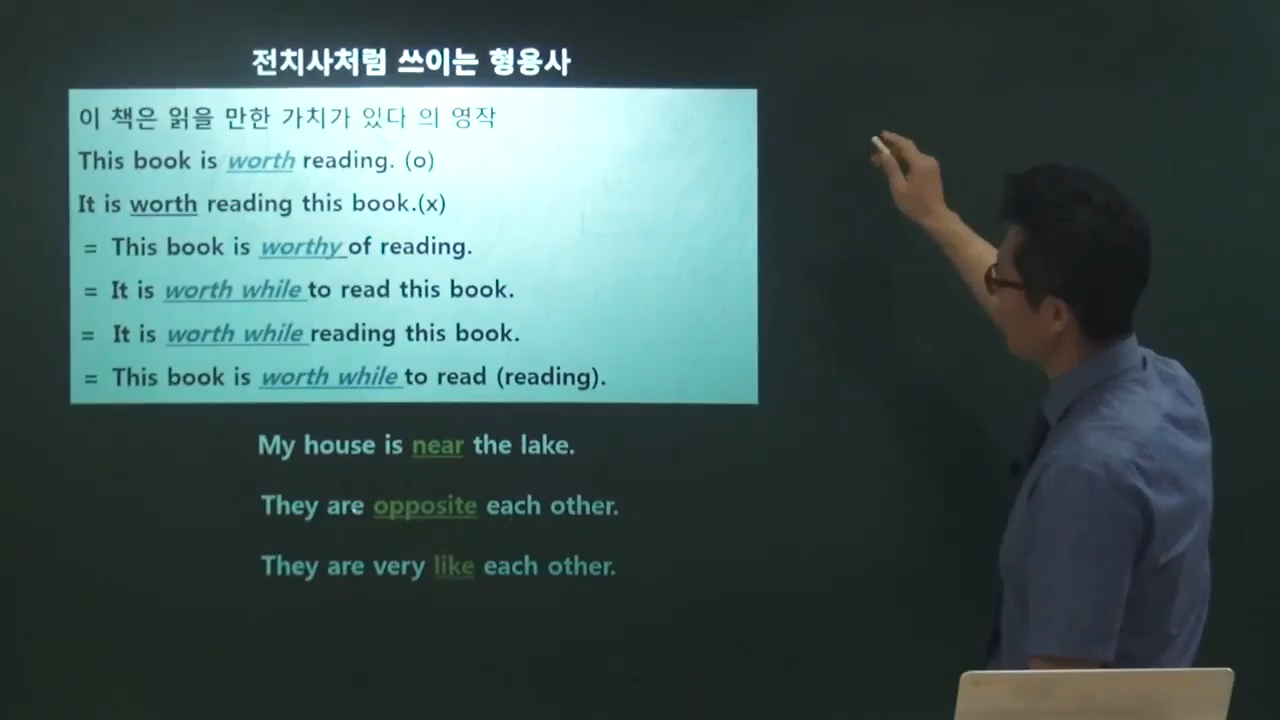 전치사처럼 쓰이는 형용사
이 책은 읽을 만한 가치가 있다 의 영작
This book is worth reading. (o)
It is worth reading this book.(x)
= This book is worthy of reading.
= It is worth while to read this book.
= It is worth while reading this book.
= This book is worth while to read (reading).
My house is near the lake.
They are opposite each other.
They are very like each other.